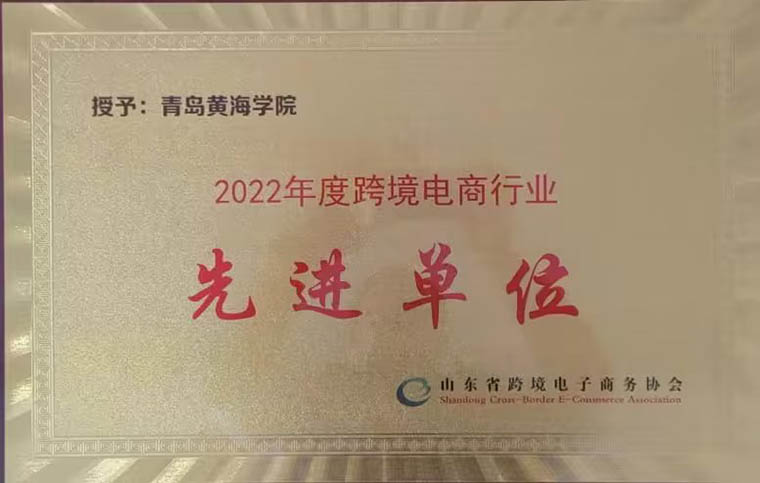 授予：青岛黄海学院
2022年度跨境电商行业
先进单位
山东省跨境电子商务协会
Shandong Cross-Border E-Commerce Association